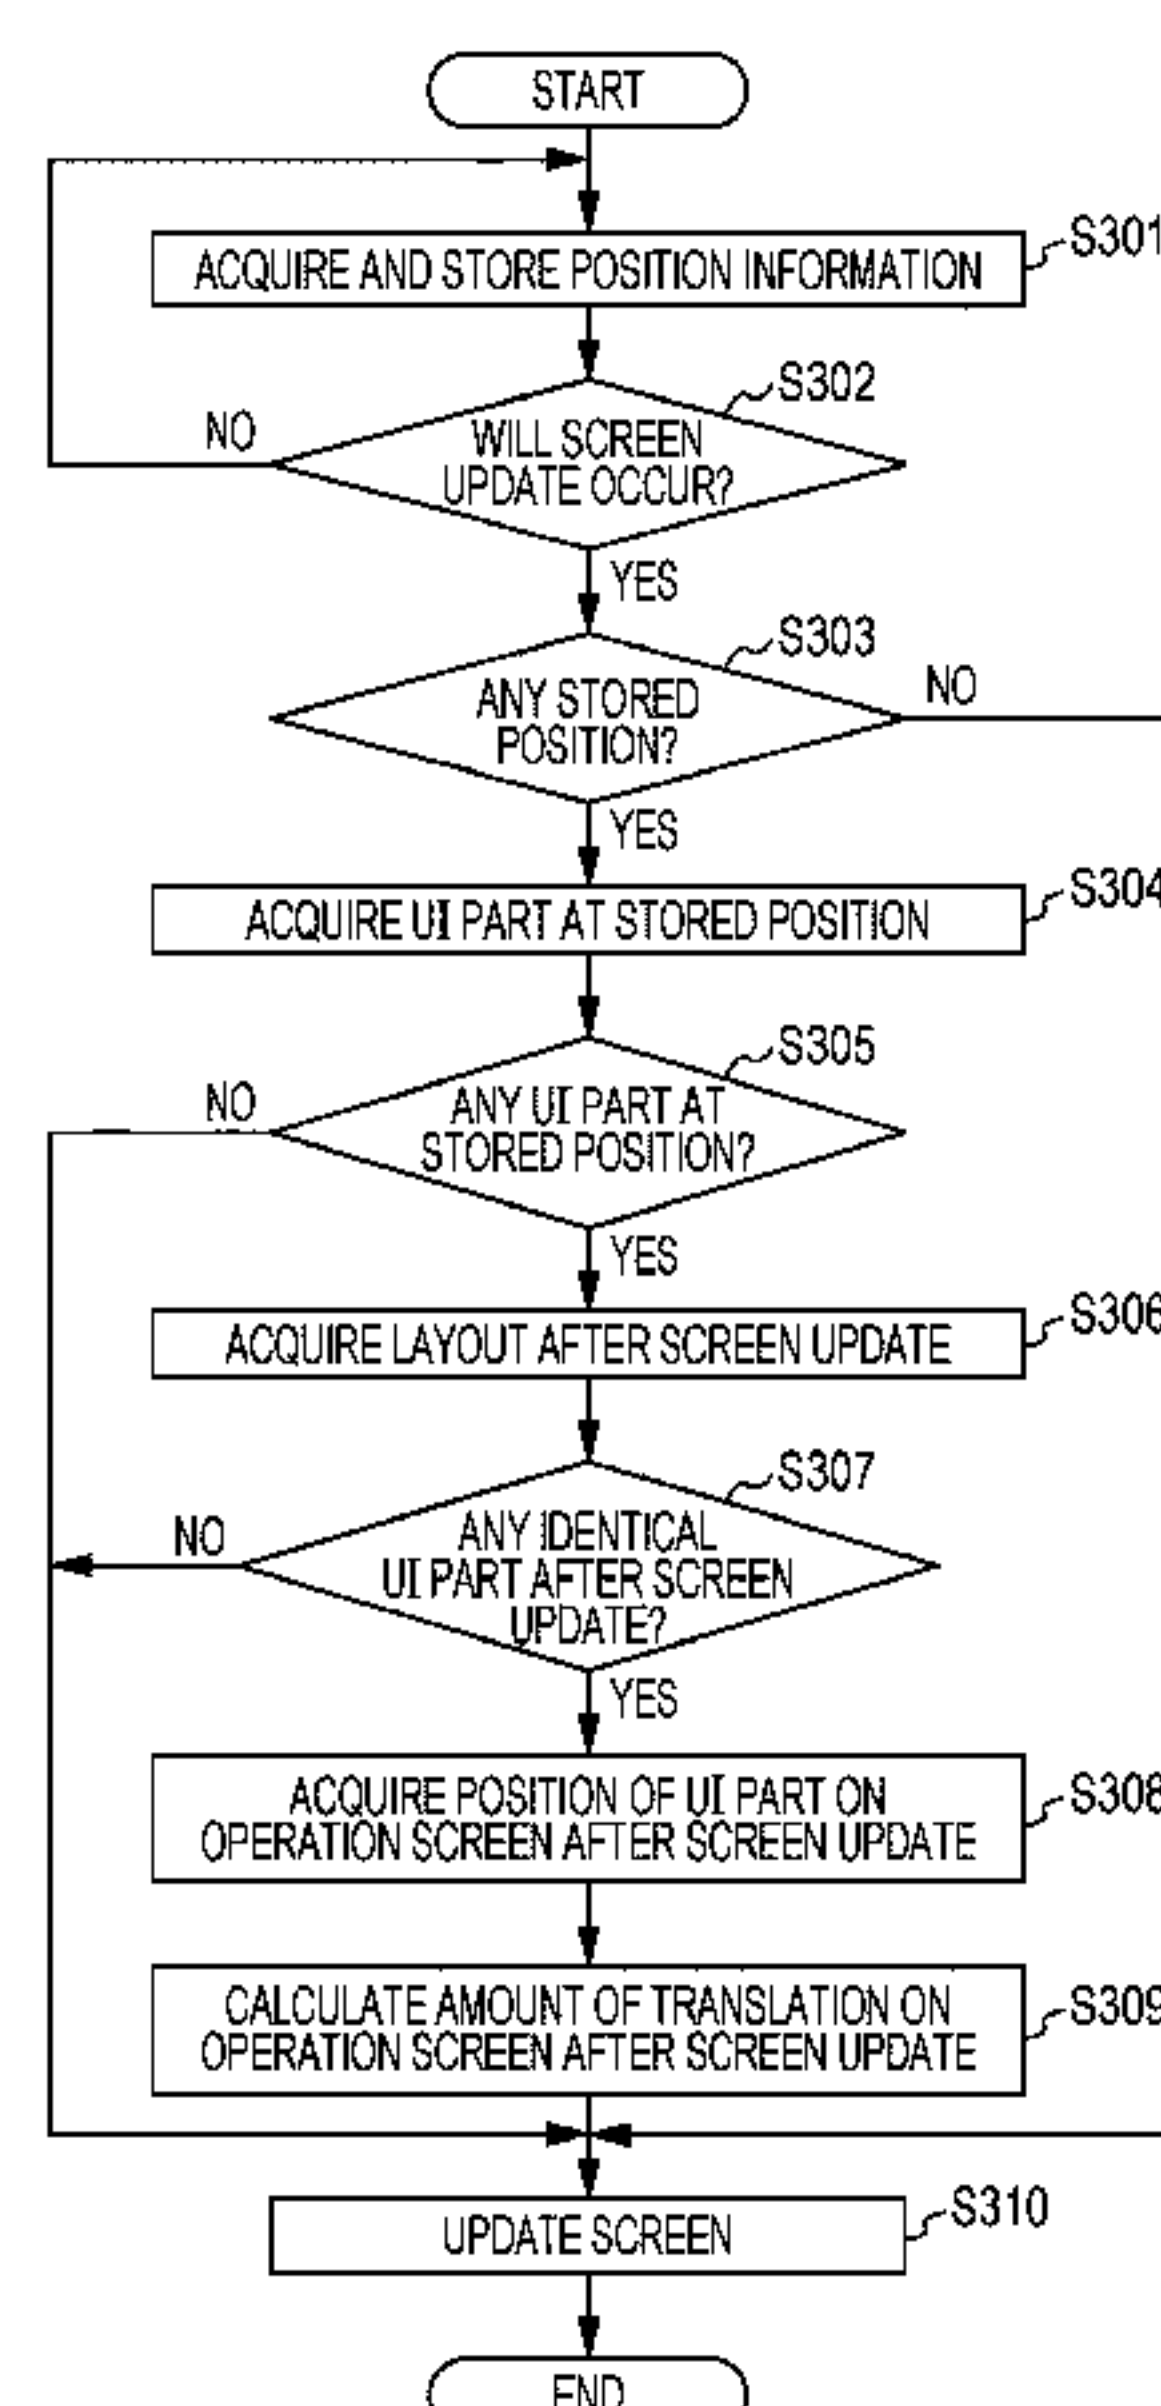 START
S301
ACQUIRE AND STORE POSITION INFORMATION
S302
NO
WILL SCREEN
UPDATE OCCUR?
YES
S303
NO
ANY STORED
POSITION?
YES
S304
ACQUIRE UI PART AT STORED POSITION
S305
NO
ANY UI PART AT
STORED POSITION?
YES
S306
ACQUIRE LAYOUT AFTER SCREEN UPDATE
S307
NO
ANY IDENTICAL
UI PART AFTER SCREEN
UPDATE?
YES
S308
ACQUIRE POSITION OF UI PART ON
OPERATION SCREEN AFTER SCREEN UPDATE
S309
CALCULATE AMOUNT OF TRANSLATION ON
OPERATION SCREEN AFTER SCREEN UPDATE
S310
UPDATE SCREEN
END